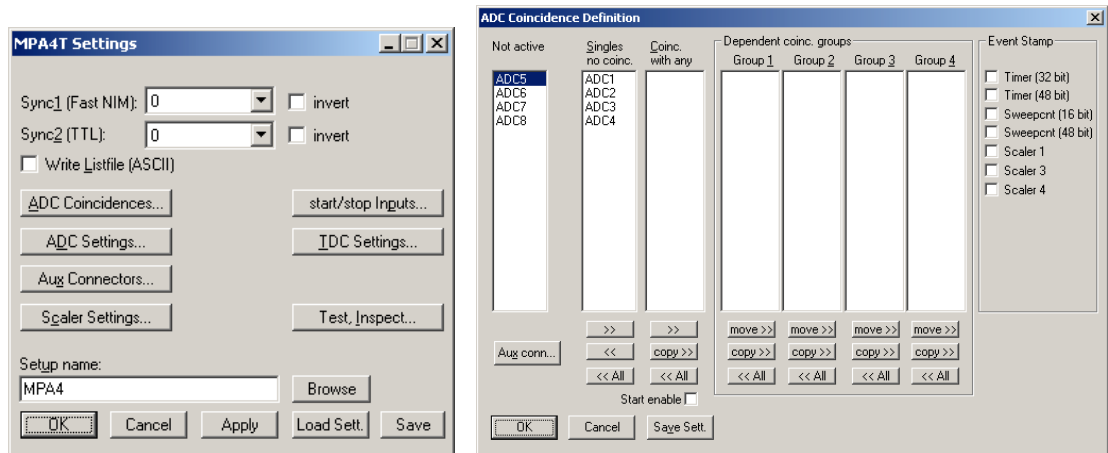 MPA4T Settings
Sync1 (Fast NIM): 0 invert
Sync2 (TTL): 0 invert
Write Listfile (ASCII)
ADC Coincidences... start/stop Inputs...
ADC Settings... TDC Settings...
Aux Connectors...
Scaler Settings... Test, Inspect...
Setup name:
MPA4 Browse
OK Cancel Apply Load Sett. Save
ADC Coincidence Definition
Not active
ADC5
ADC6
ADC7
ADC8
Aux conn...
Singles
no coinc.
ADC1
ADC2
ADC3
ADC4
>>
<<
<< All
Coinc.
with any
>>
copy >>
<< All
Start enable
Dependent coinc. groups
Group 1 Group 2 Group 3 Group 4
move >> move >> move >> move >>
copy >> copy >> copy >> copy >>
<< All << All << All << All
Event Stamp
Timer (32 bit)
Timer (48 bit)
Sweepcnt (16 bit)
Sweepcnt (48 bit)
Scaler 1
Scaler 3
Scaler 4
OK Cancel Save Sett.